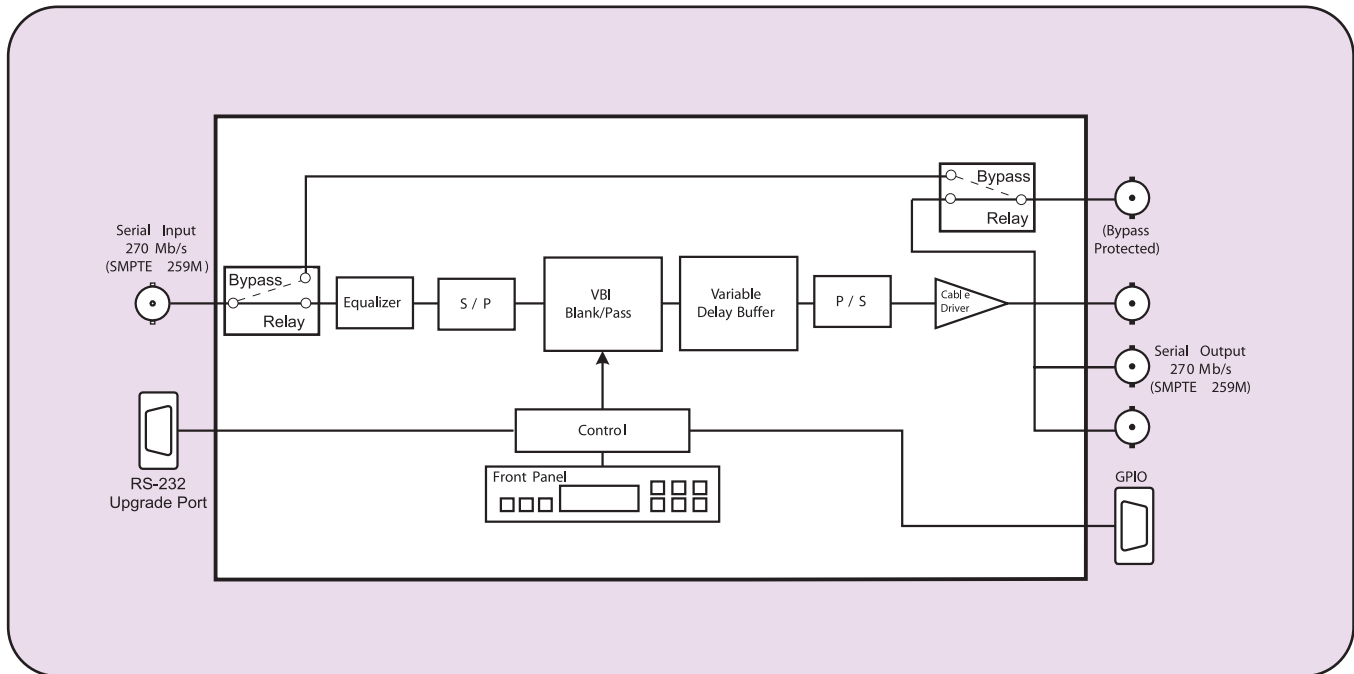 Serial Input
270 Mb/s
(SMPTE 259M)
Bypass
Relay
Equalizer
S / P
VBI
Blank/Pass
Variable
Delay Buffer
P / S
Cable
Driver
Bypass
Relay
(Bypass
Protected)
Serial Output
270 Mb/s
(SMPTE 259M)
RS-232
Upgrade Port
Control
Front Panel
GPIO